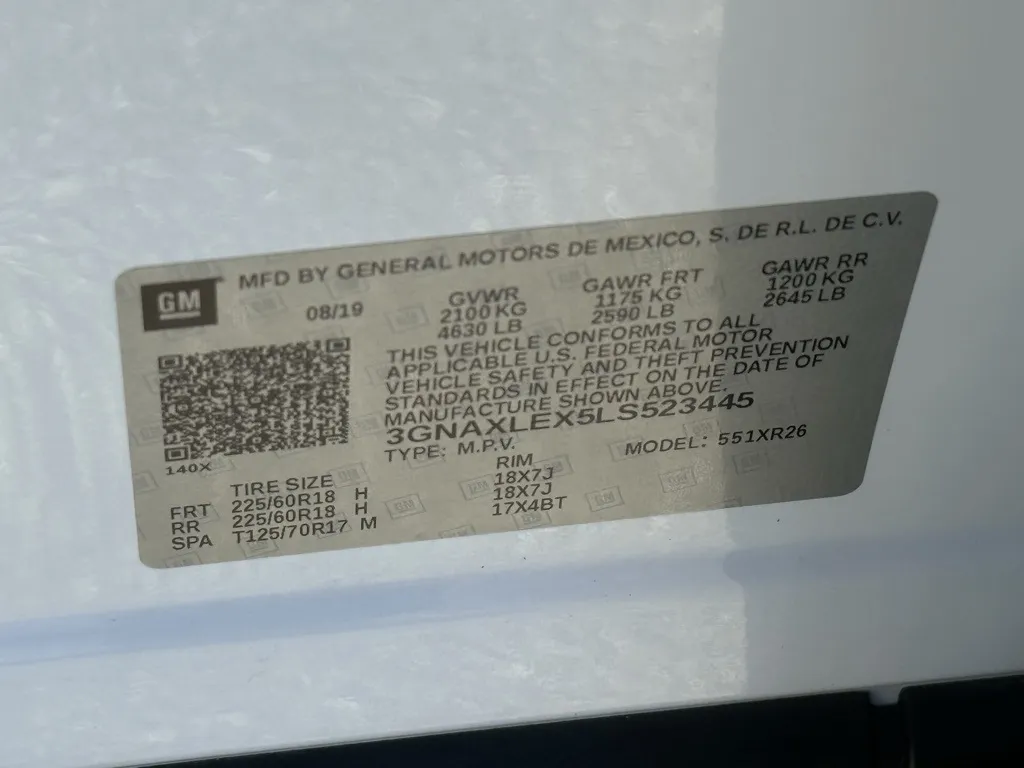 MFD BY GENERAL MOTORS DE MEXICO, S. DE R.L. DE C.V.
GM
08/19
GVWR
2100 KG
4630 LB
GAWR FRT
1175 KG
2590 LB
GAWR RR
1200 KG
2645 LB
THIS VEHICLE CONFORMS TO ALL
APPLICABLE U.S. FEDERAL MOTOR
VEHICLE SAFETY AND THEFT PREVENTION
STANDARDS IN EFFECT ON THE DATE OF
MANUFACTURE SHOWN ABOVE.
3GNAXLEX5LS523445
TYPE: M.P.V.
MODEL: 551XR26
140X
TIRE SIZE RIM
FRT 225/60R18 H 18X7J
RR 225/60R18 H 18X7J
SPA T125/70R17 M 17X4BT